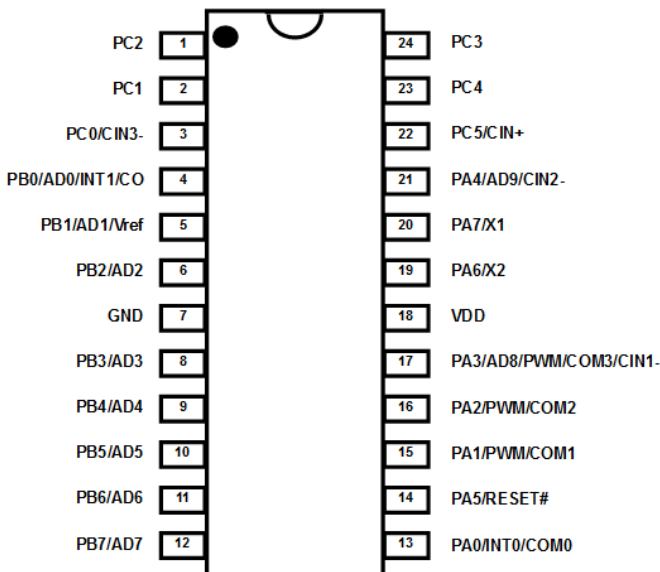 PC2 1 24 PC3
PC1 2 23 PC4
PC0/CIN3- 3 22 PC5/CIN+
PB0/AD0/INT1/CO 4 21 PA4/AD9/CIN2-
PB1/AD1/Vref 5 20 PA7/X1
PB2/AD2 6 19 PA6/X2
GND 7 18 VDD
PB3/AD3 8 17 PA3/AD8/PWM/COM3/CIN1-
PB4/AD4 9 16 PA2/PWM/COM2
PB5/AD5 10 15 PA1/PWM/COM1
PB6/AD6 11 14 PA5/RESET#
PB7/AD7 12 13 PA0/INT0/COM0